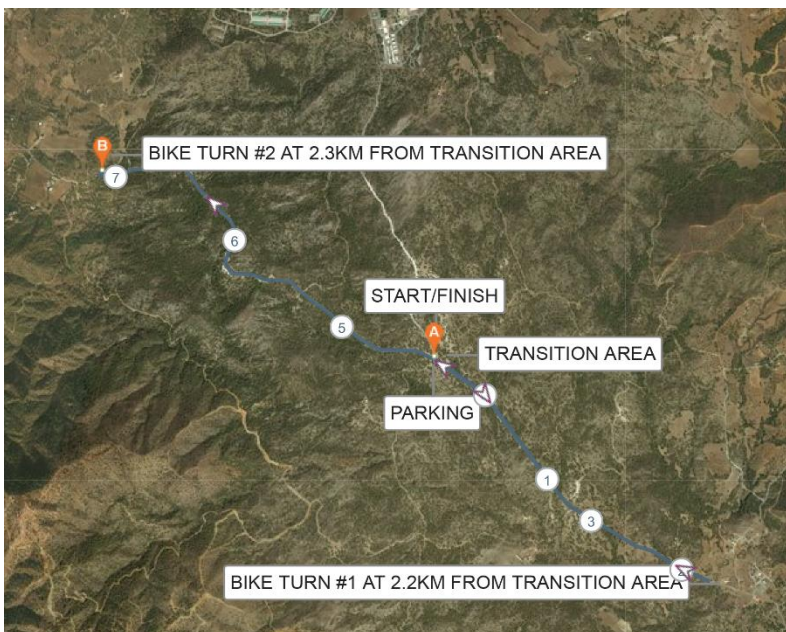 B
BIKE TURN #2 AT 2.3KM FROM TRANSITION AREA
7
6
START/FINISH
5
A
TRANSITION AREA
PARKING
1
3
2
BIKE TURN #1 AT 2.2KM FROM TRANSITION AREA